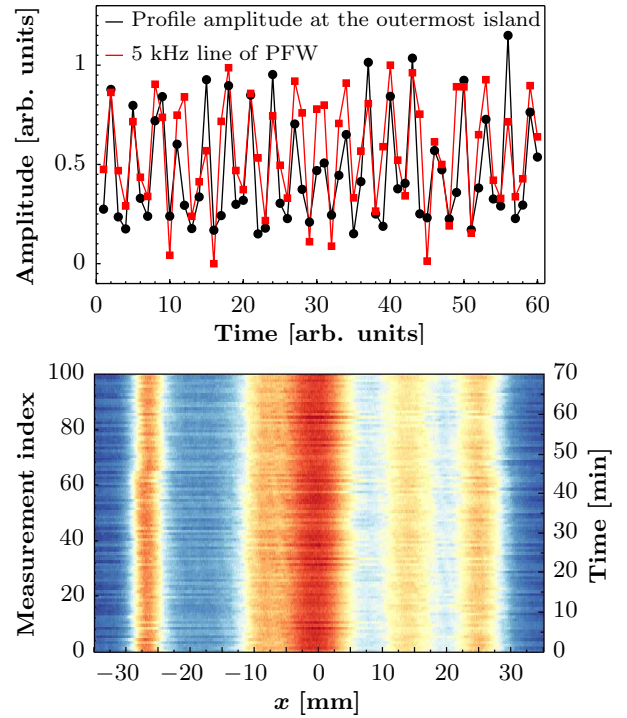 Profile amplitude at the outermost island
5 kHz line of PFW
Amplitude [arb. units]
1
0.5
0
1 10 20 30 40 50 60
Time [arb. units]
Measurement index
100
80
60
40
20
0
70
60
50
40
30
20
10
0
Time [min]
−30 −20 −10 0 10 20 30
x [mm]